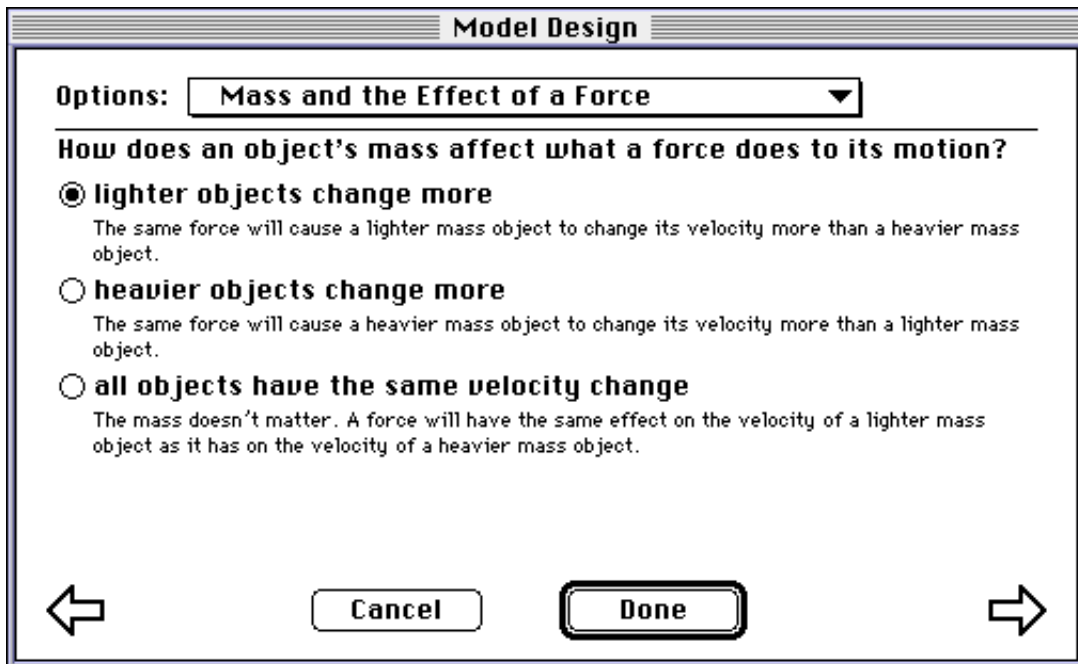 Model Design
Options: Mass and the Effect of a Force
How does an object's mass affect what a force does to its motion?
lighter objects change more
The same force will cause a lighter mass object to change its velocity more than a heavier mass
object.
heavier objects change more
The same force will cause a heavier mass object to change its velocity more than a lighter mass
object.
all objects have the same velocity change
The mass doesn't matter. A force will have the same effect on the velocity of a lighter mass
object as it has on the velocity of a heavier mass object.
Cancel Done